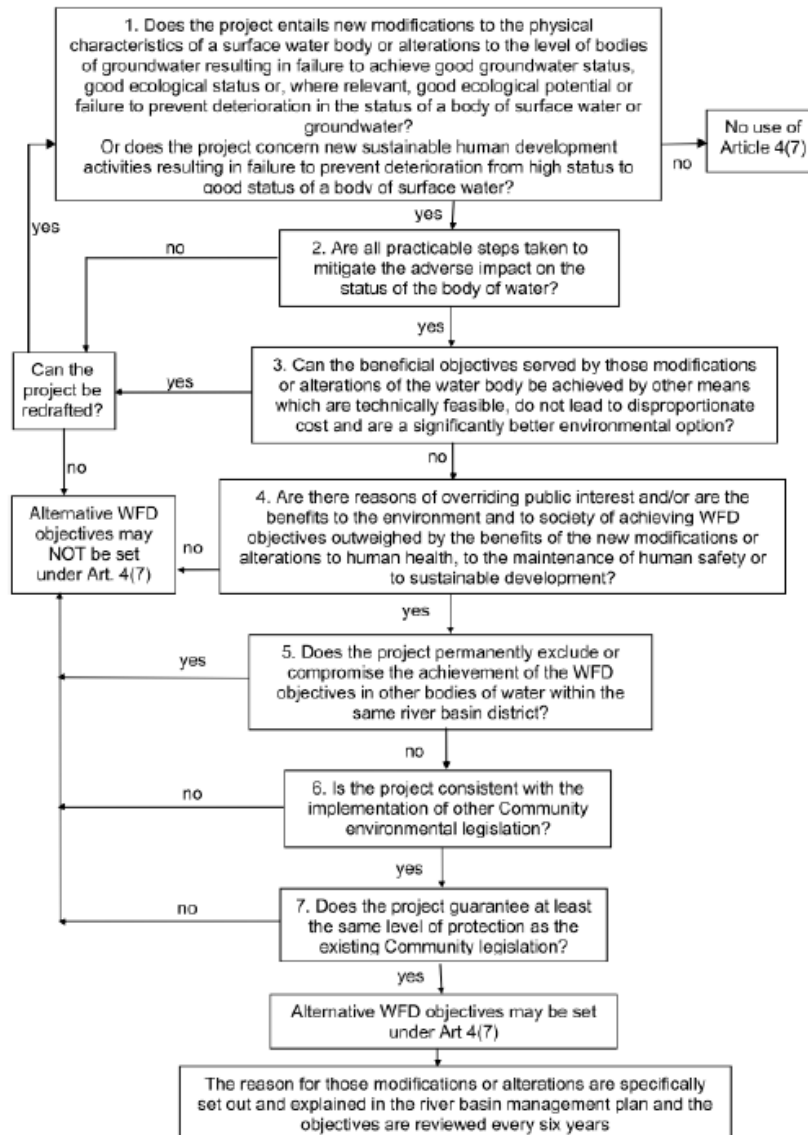 1. Does the project entails new modifications to the physical
characteristics of a surface water body or alterations to the level of bodies
of groundwater resulting in failure to achieve good groundwater status,
good ecological status or, where relevant, good ecological potential or
failure to prevent deterioration in the status of a body of surface water or
groundwater?
Or does the project concern new sustainable human development
activities resulting in failure to prevent deterioration from high status to
good status of a body of surface water?
no
No use of
Article 4(7)
yes
yes
2. Are all practicable steps taken to
mitigate the adverse impact on the
status of the body of water?
no
yes
Can the
project be
redrafted?
yes
3. Can the beneficial objectives served by those modifications
or alterations of the water body be achieved by other means
which are technically feasible, do not lead to disproportionate
cost and are a significantly better environmental option?
no
no
Alternative WFD
objectives may
NOT be set
under Art. 4(7)
no
4. Are there reasons of overriding public interest and/or are the
benefits to the environment and to society of achieving WFD
objectives outweighed by the benefits of the new modifications or
alterations to human health, to the maintenance of human safety or
to sustainable development?
yes
yes
5. Does the project permanently exclude or
compromise the achievement of the WFD
objectives in other bodies of water within the
same river basin district?
no
no
6. Is the project consistent with the
implementation of other Community
environmental legislation?
yes
no
7. Does the project guarantee at least
the same level of protection as the
existing Community legislation?
yes
Alternative WFD objectives may be set
under Art 4(7)
The reason for those modifications or alterations are specifically
set out and explained in the river basin management plan and the
objectives are reviewed every six years